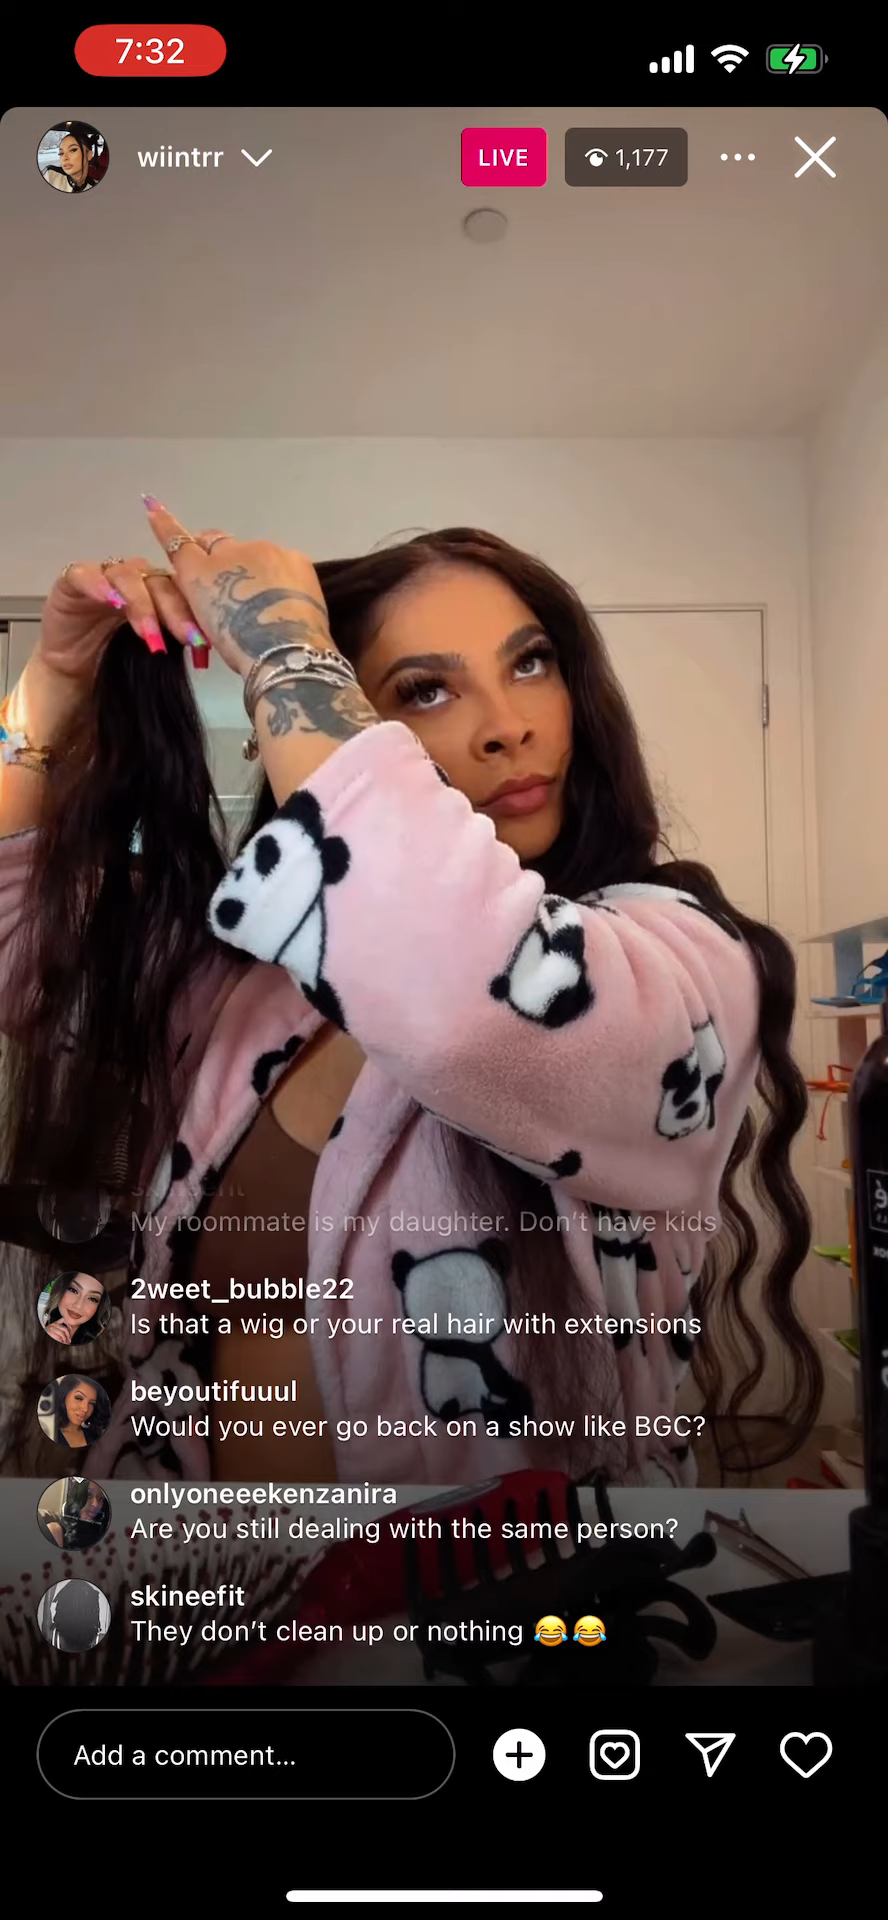 7:32
wiintrr
LIVE
1,177
My roommate is my daughter. Don't have kids
2weet_bubble22
Is that a wig or your real hair with extensions
beyoutifuuul
Would you ever go back on a show like BGC?
onlyoneeekenzanira
Are you still dealing with the same person?
skineefit
They don't clean up or nothing 😂😂
Add a comment...